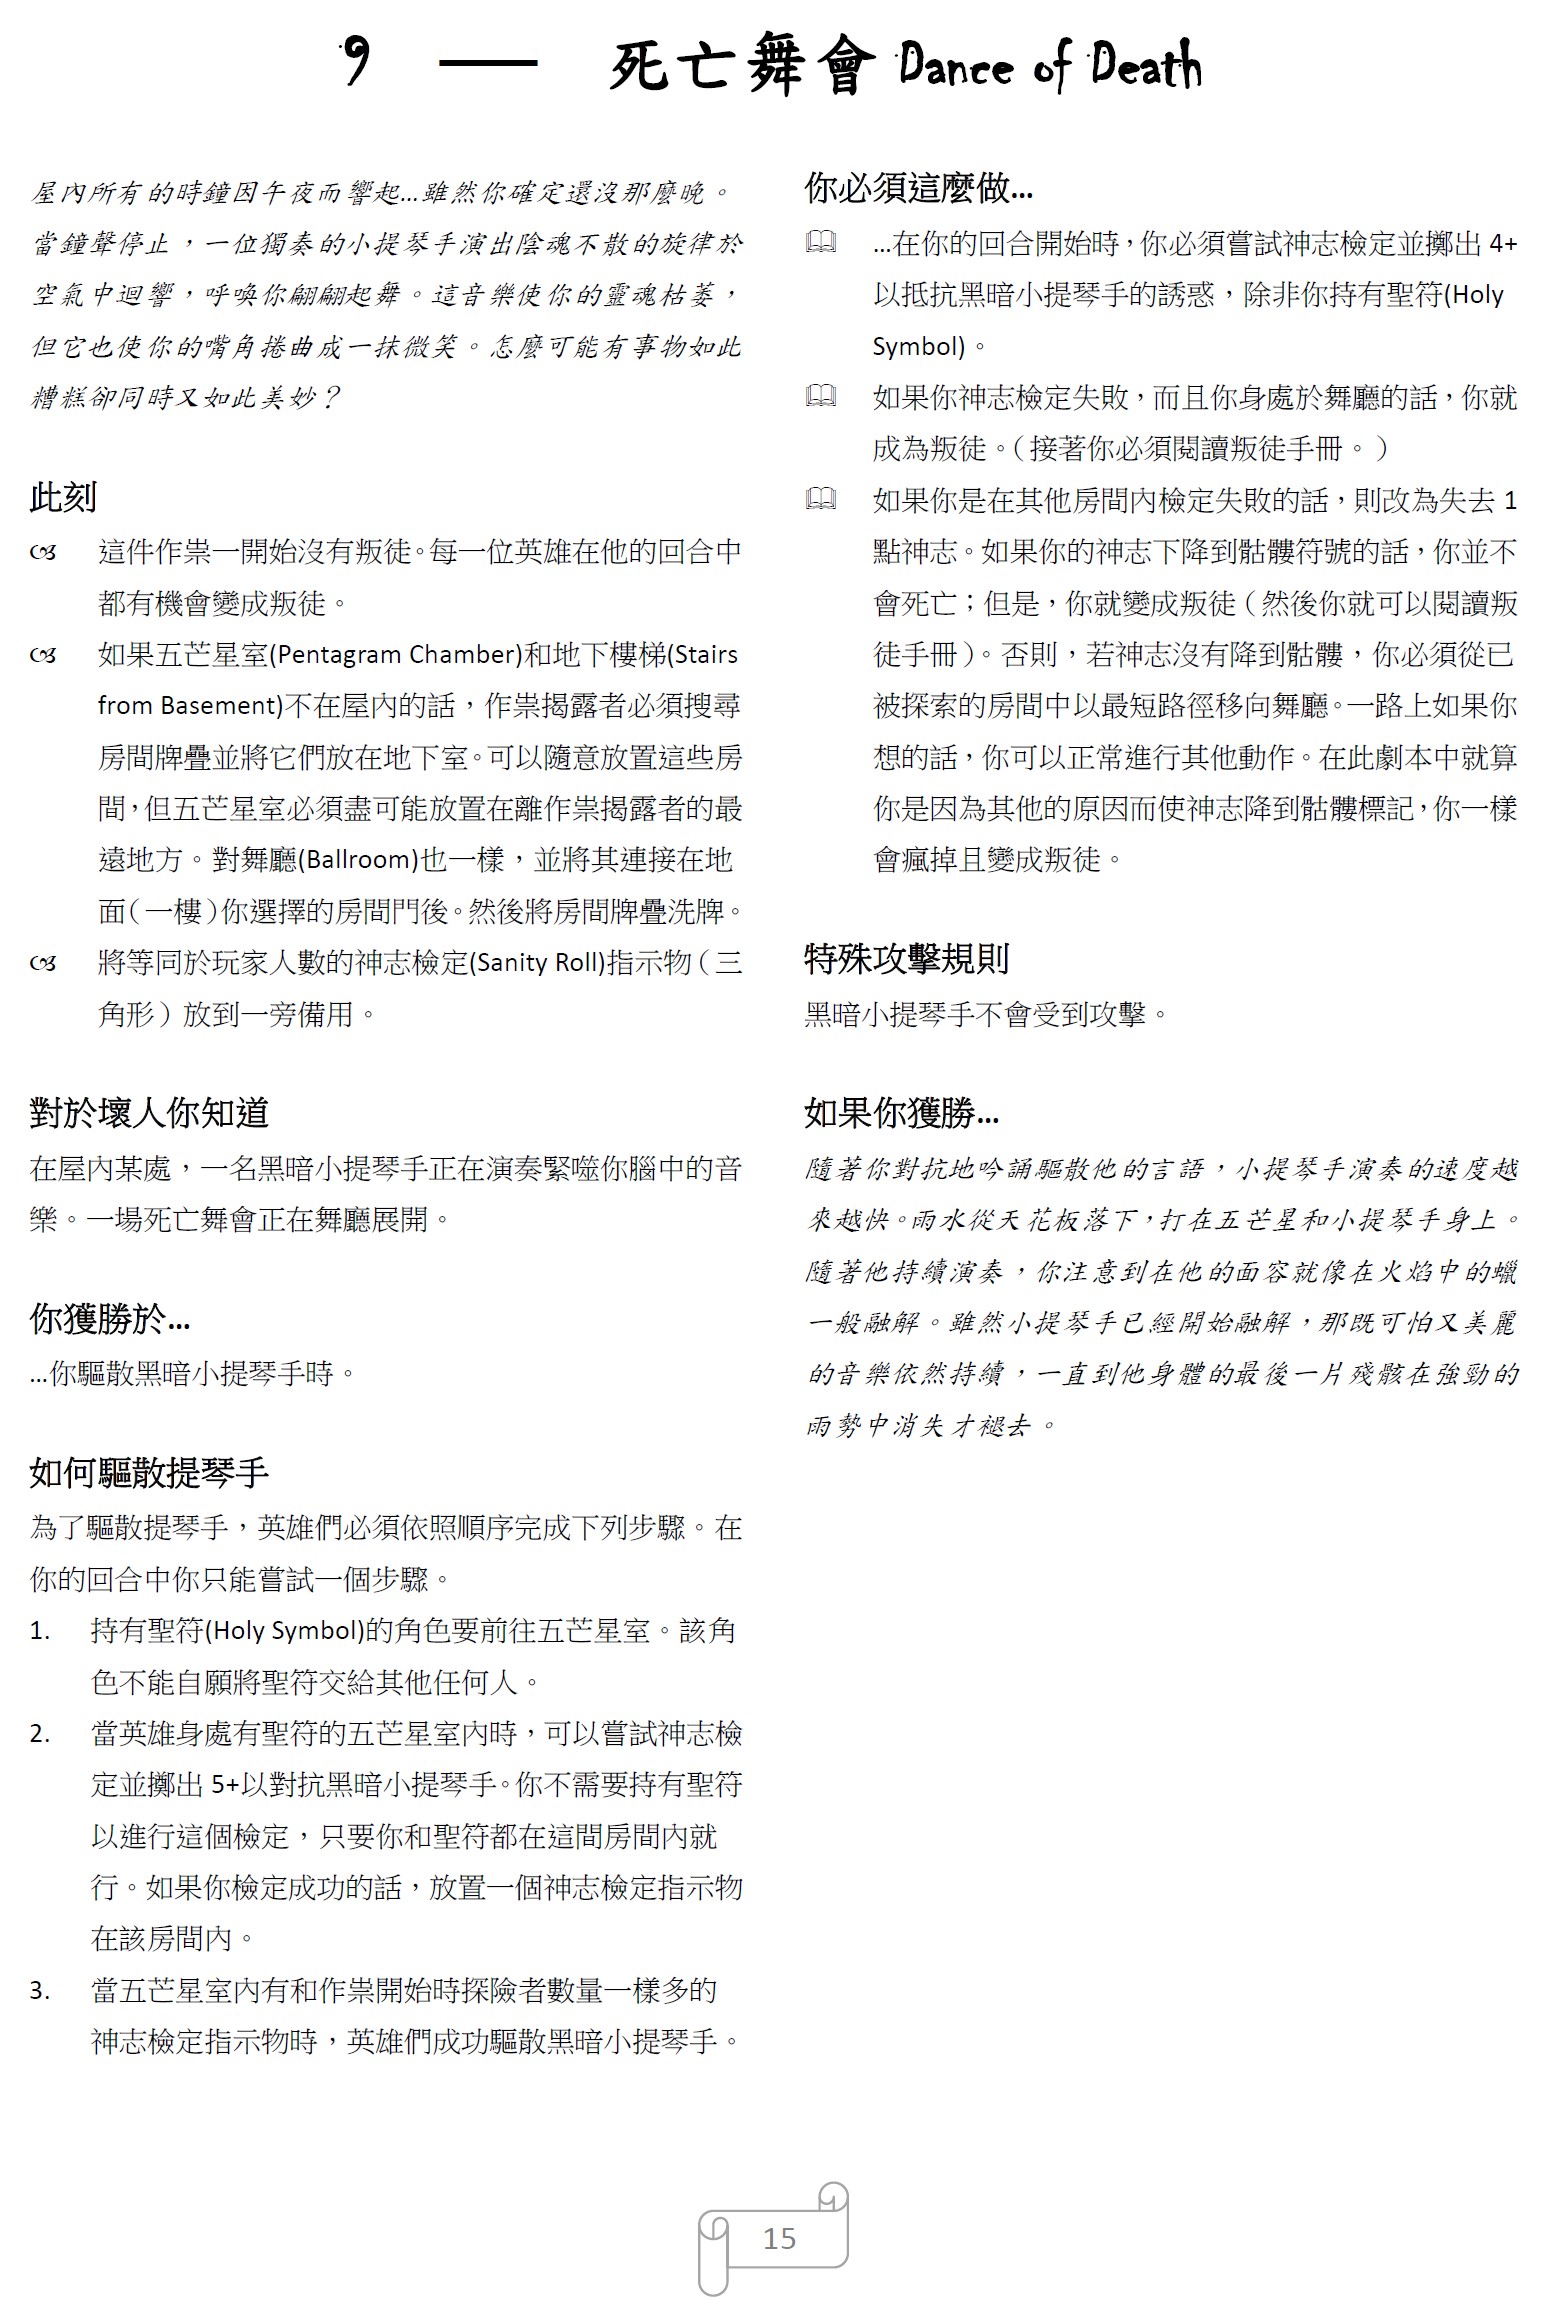 9 — 死亡舞會 Dance of Death
屋內所有的時鐘因午夜而響起…雖然你確定還沒那麼晚。
當鐘聲停止，一位獨奏的小提琴手演出陰魂不散的旋律於
空氣中迴響，呼喚你翩翩起舞。這音樂使你的靈魂枯萎，
但它也使你的嘴角捲曲成一抹微笑。怎麼可能有事物如此
糟糕卻同時又如此美妙？
此刻
這件作祟一開始沒有叛徒。每一位英雄在他的回合中
都有機會變成叛徒。
如果五芒星室(Pentagram Chamber)和地下樓梯(Stairs
from Basement)不在屋內的話，作祟揭露者必須搜尋
房間牌疊並將它們放在地下室。可以隨意放置這些房
間，但五芒星室必須盡可能放置在離作祟揭露者的最
遠地方。對舞廳(Ballroom)也一樣，並將其連接在地
面（一樓）你選擇的房間門後。然後將房間牌疊洗牌。
將等同於玩家人數的神志檢定(Sanity Roll)指示物（三
角形）放到一旁備用。
對於壞人你知道
在屋內某處，一名黑暗小提琴手正在演奏緊噬你腦中的音
樂。一場死亡舞會正在舞廳展開。
你獲勝於…
…你驅散黑暗小提琴手時。
如何驅散提琴手
為了驅散提琴手，英雄們必須依照順序完成下列步驟。在
你的回合中你只能嘗試一個步驟。
1. 持有聖符(Holy Symbol)的角色要前往五芒星室。該角
色不能自願將聖符交給其他任何人。
2. 當英雄身處有聖符的五芒星室內時，可以嘗試神志檢
定並擲出 5+以對抗黑暗小提琴手。你不需要持有聖符
以進行這個檢定，只要你和聖符都在這間房間內就
行。如果你檢定成功的話，放置一個神志檢定指示物
在該房間內。
3. 當五芒星室內有和作祟開始時探險者數量一樣多的
神志檢定指示物時，英雄們成功驅散黑暗小提琴手。
你必須這麼做…
…在你的回合開始時，你必須嘗試神志檢定並擲出 4+
以抵抗黑暗小提琴手的誘惑，除非你持有聖符(Holy
Symbol)。
如果你神志檢定失敗，而且你身處於舞廳的話，你就
成為叛徒。（接著你必須閱讀叛徒手冊。）
如果你是在其他房間內檢定失敗的話，則改為失去 1
點神志。如果你的神志下降到骷髏符號的話，你並不
會死亡；但是，你就變成叛徒（然後你就可以閱讀叛
徒手冊）。否則，若神志沒有降到骷髏，你必須從已
被探索的房間中以最短路徑移向舞廳。一路上如果你
想的話，你可以正常進行其他動作。在此劇本中就算
你是因為其他的原因而使神志降到骷髏標記，你一樣
會瘋掉且變成叛徒。
特殊攻擊規則
黑暗小提琴手不會受到攻擊。
如果你獲勝…
隨著你對抗地吟誦驅散他的言語，小提琴手演奏的速度越
來越快。雨水從天花板落下，打在五芒星和小提琴手身上。
隨著他持續演奏，你注意到在他的面容就像在火焰中的蠟
一般融解。雖然小提琴手已經開始融解，那既可怕又美麗
的音樂依然持續，一直到他身體的最後一片殘骸在強勁的
雨勢中消失才褪去。
15